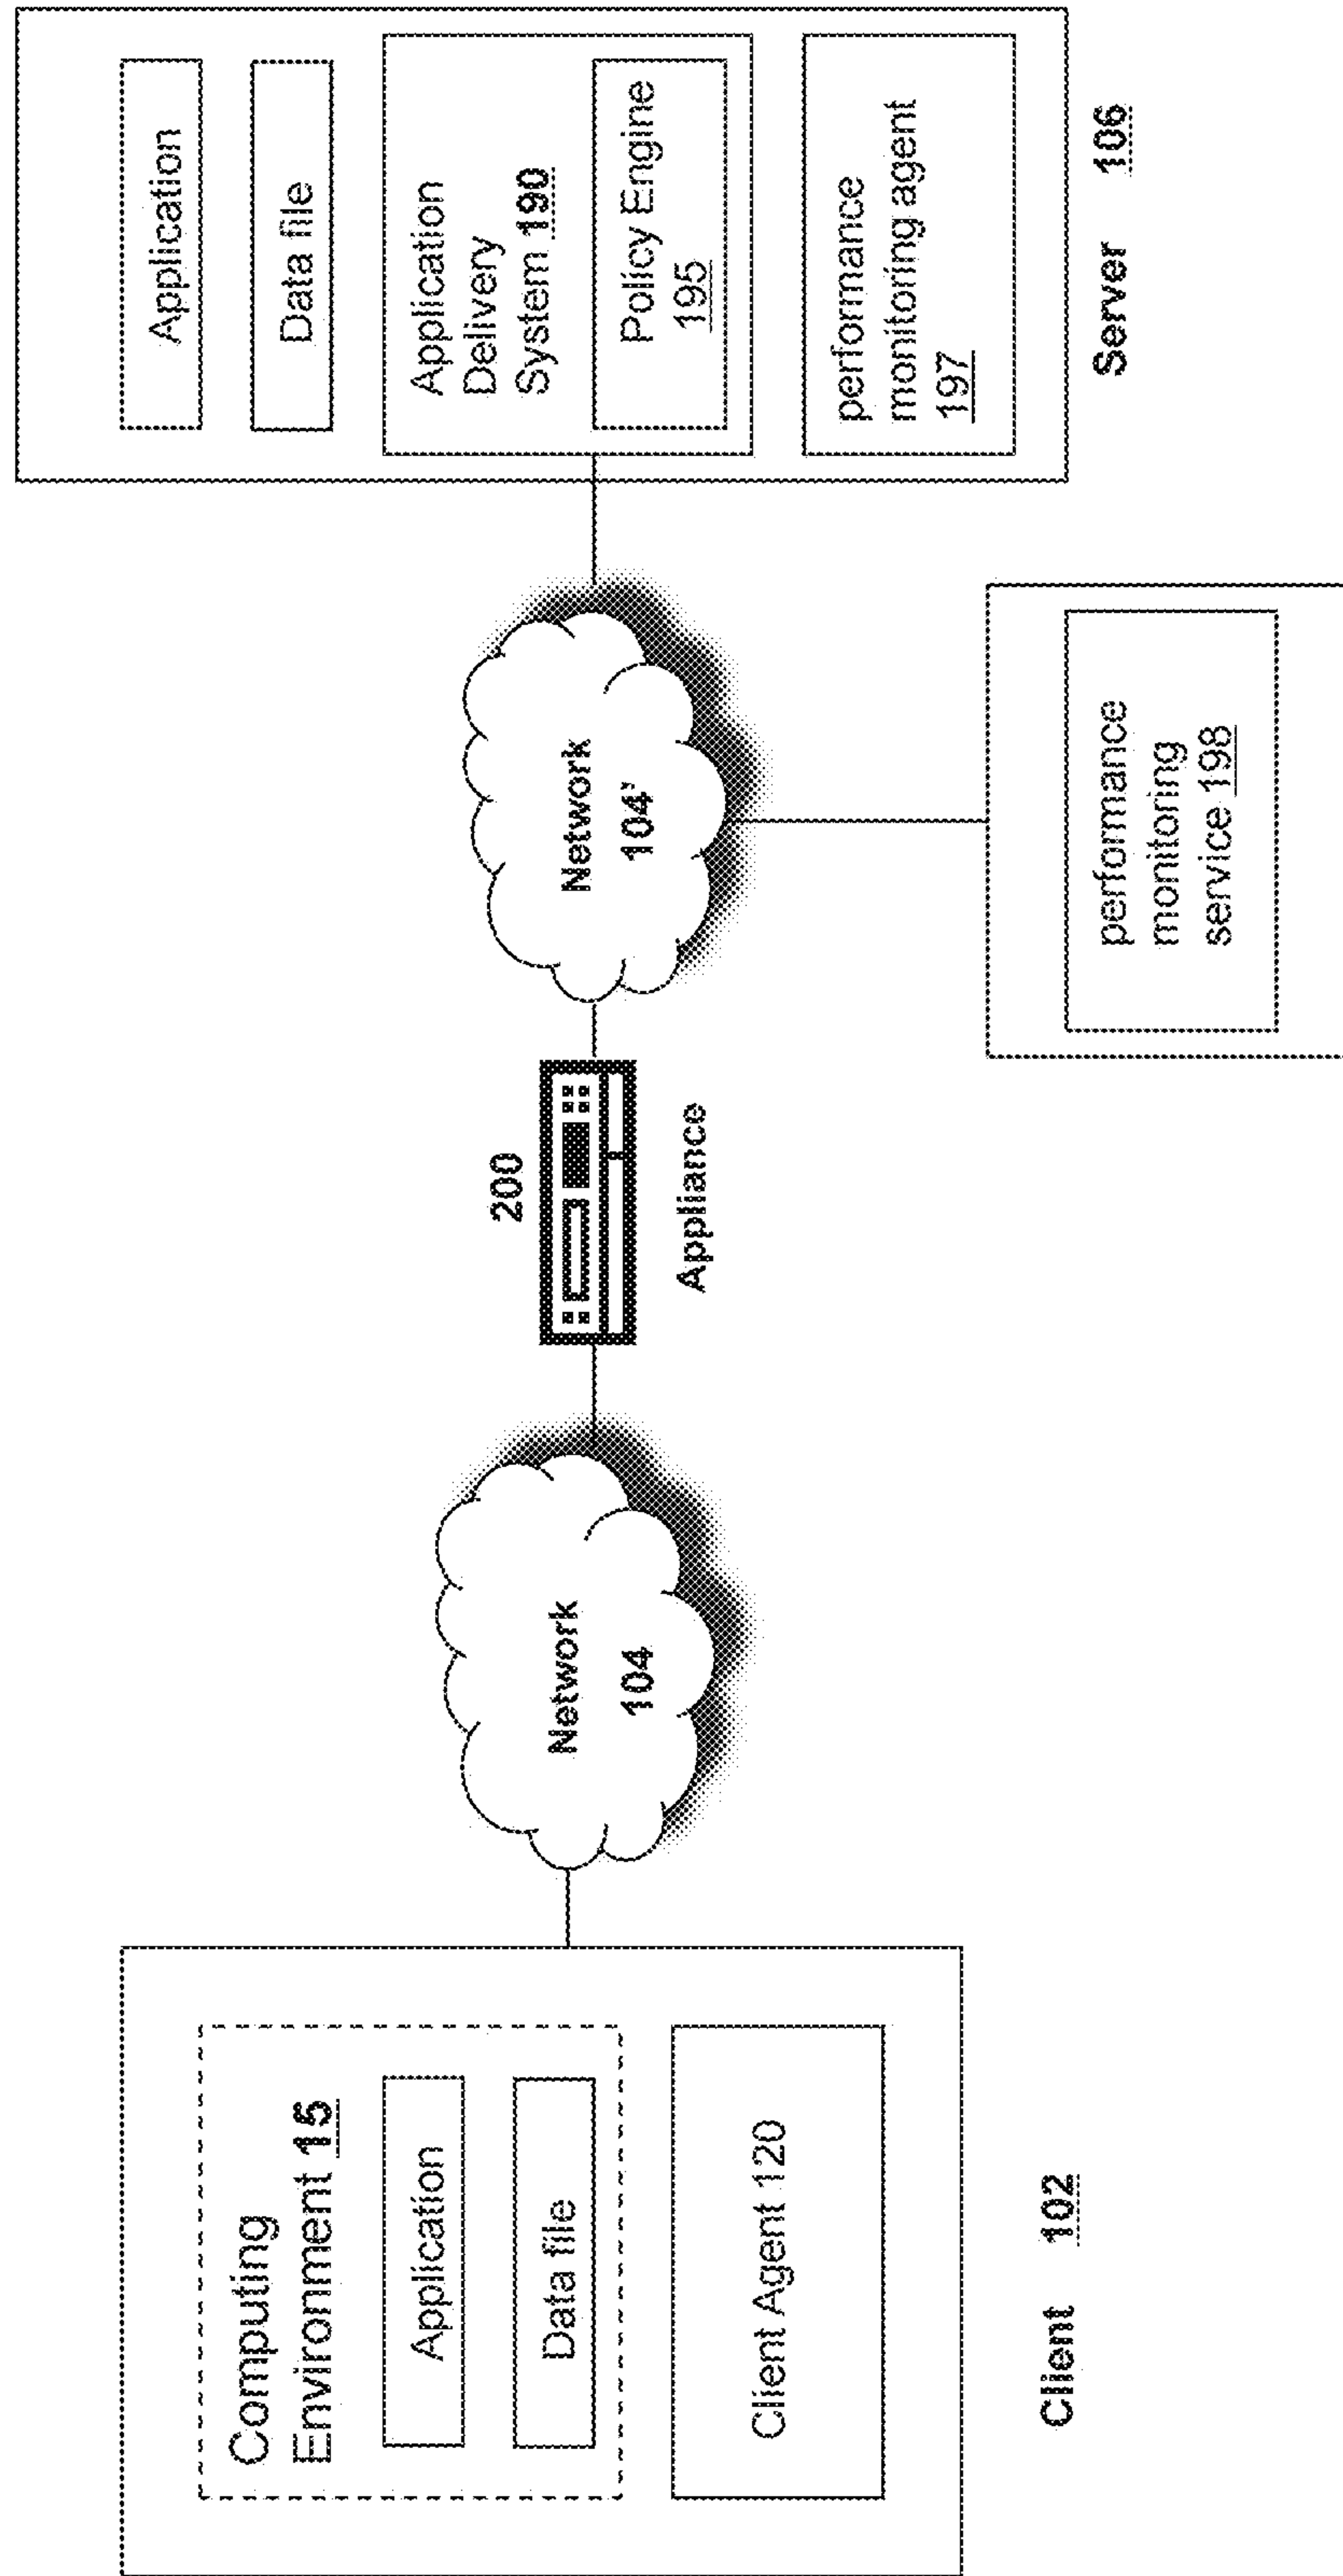 Computing
Environment 15
Application
Data file
Client Agent 120
Client 102
Network
104
200
Appliance
Network
104'
performance
monitoring
service 198
Application
Data file
Application
Delivery
System 190
Policy Engine
195
performance
monitoring agent
197
Server 106